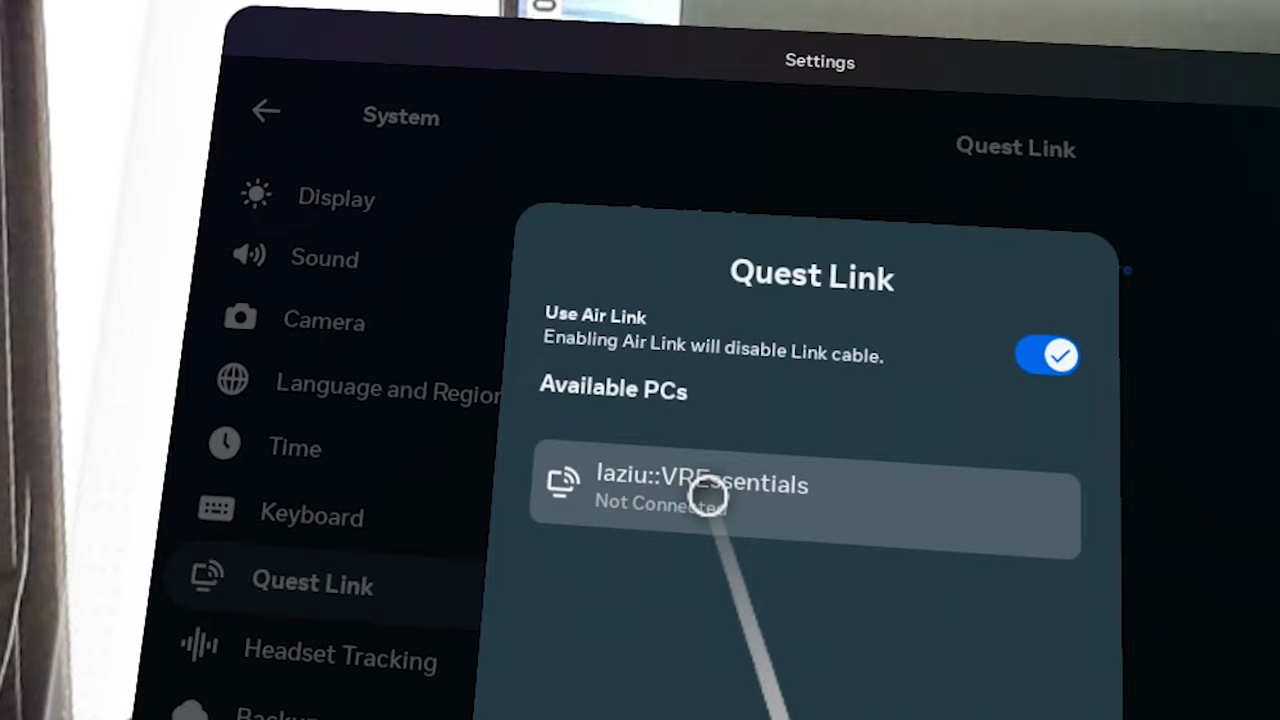 Settings
System
Quest Link
Display
Sound
Camera
Language and Region
Time
Keyboard
Quest Link
Headset Tracking
Quest Link
Use Air Link
Enabling Air Link will disable Link cable.
Available PCs
laziu::VREssentials
Not Connected